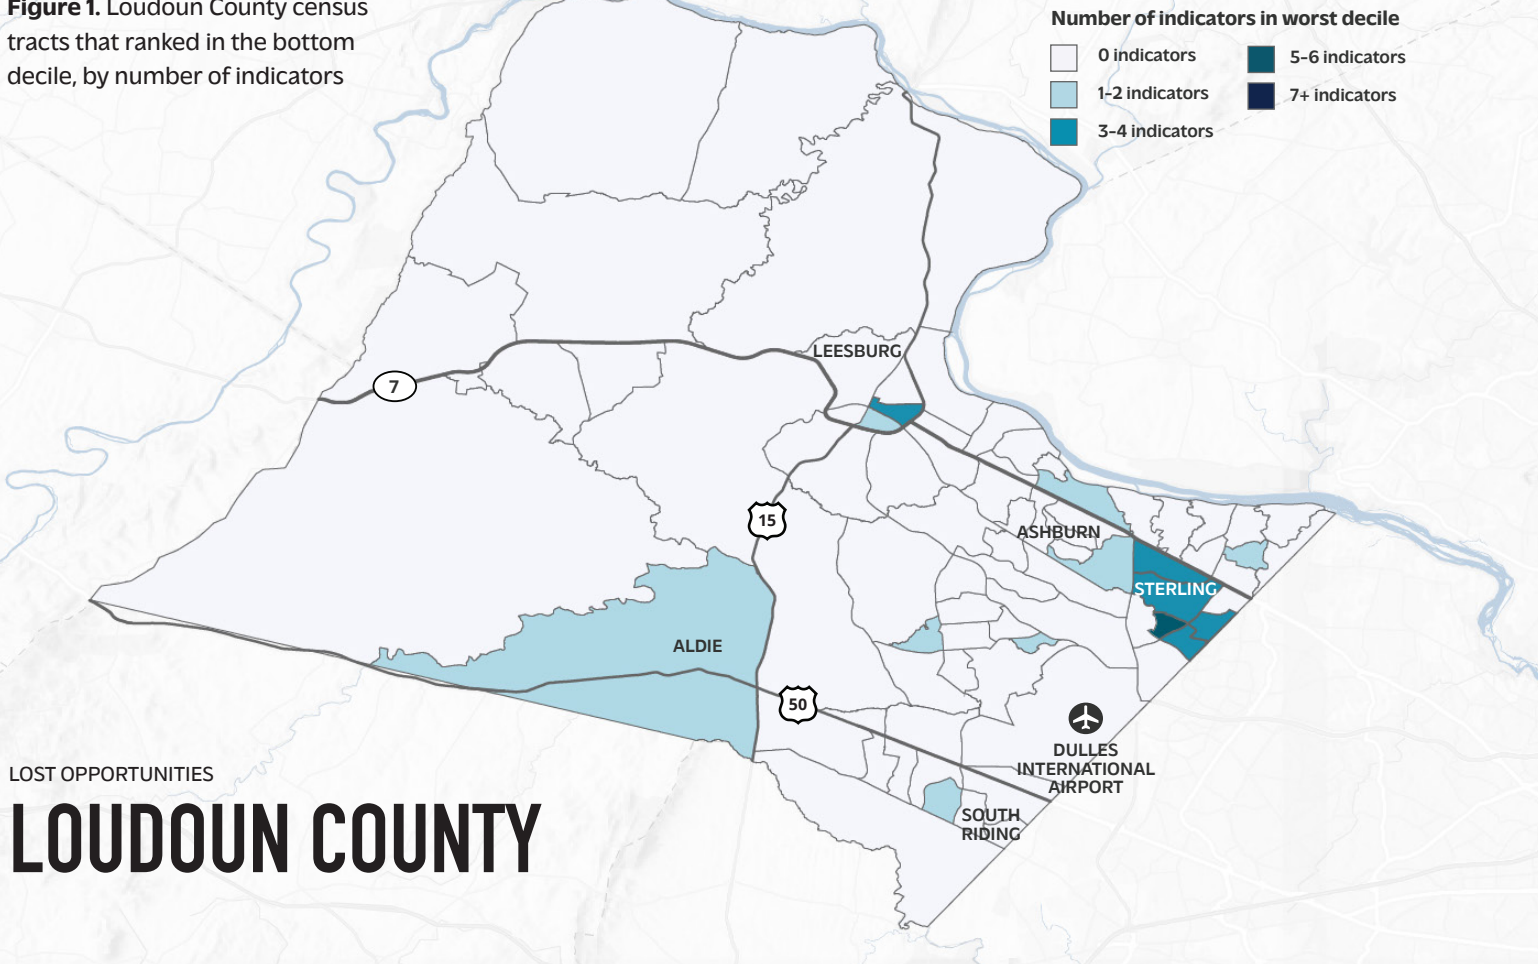 Figure 1. Loudoun County census
tracts that ranked in the bottom
decile, by number of indicators
Number of indicators in worst decile
0 indicators
1-2 indicators
3-4 indicators
5-6 indicators
7+ indicators
LEESBURG
7
15
ASHBURN
STERLING
ALDIE
50
DULLES
INTERNATIONAL
AIRPORT
SOUTH
RIDING
LOST OPPORTUNITIES
LOUDOUN COUNTY